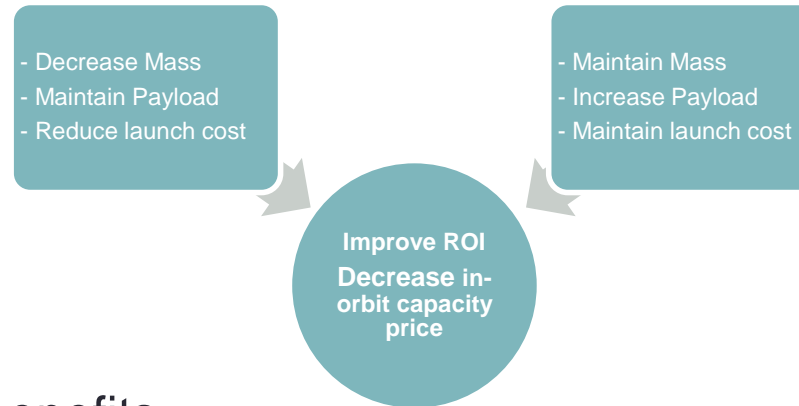 - Decrease Mass
- Maintain Payload
- Reduce launch cost
- Maintain Mass
- Increase Payload
- Maintain launch cost
Improve ROI
Decrease in-
orbit capacity
price